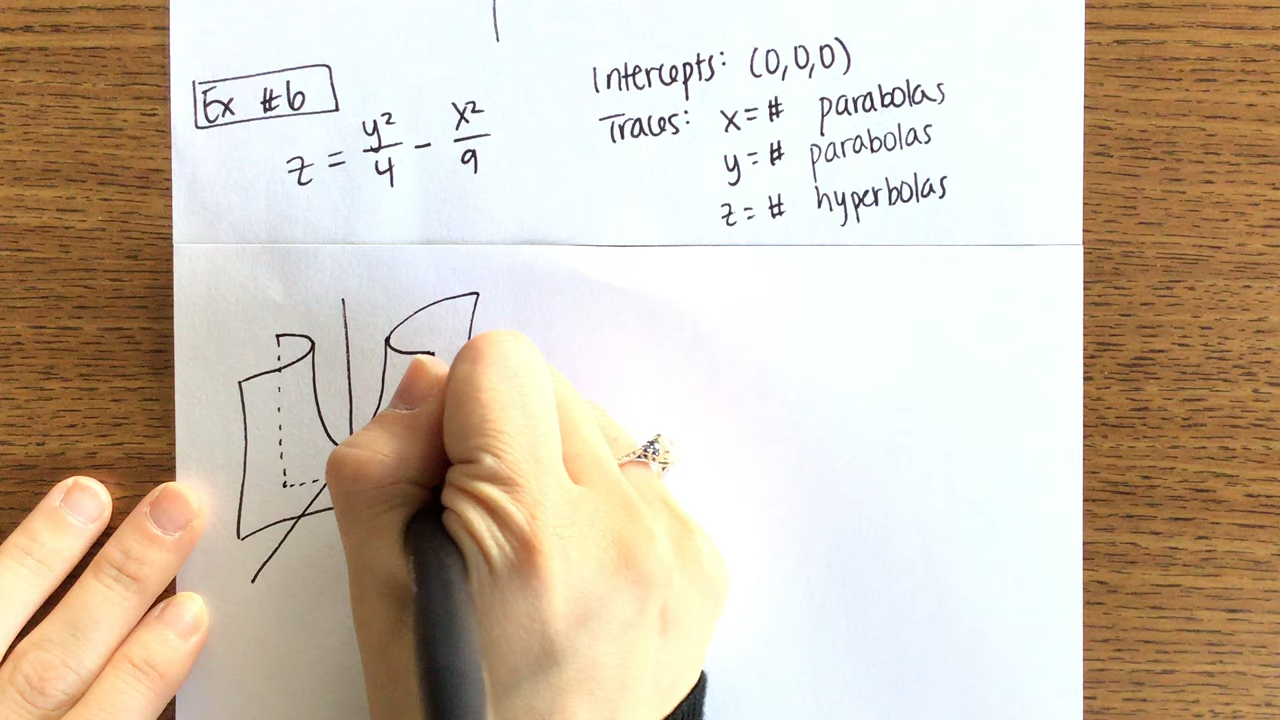 Ex #6
z = y²/4 - x²/9
Intercepts: (0,0,0)
Traces: x=# parabolas
y=# parabolas
z=# hyperbolas